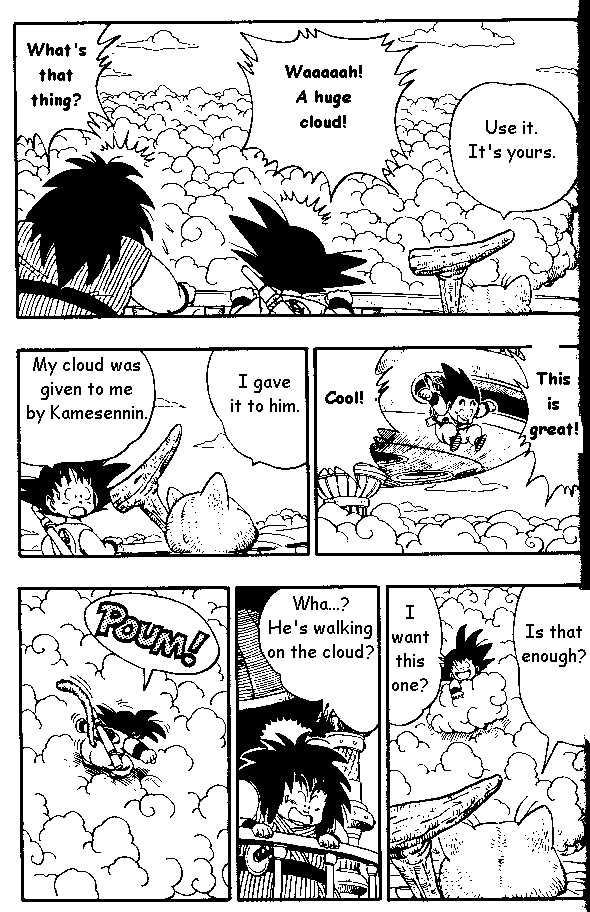 What's
that
thing?
Waaaaah!
A huge
cloud!
Use it.
It's yours.
My cloud was
given to me
by Kamesennin.
I gave
it to him.
Cool!
This
is
great!
POUM!
Wha...?
He's walking
on the cloud?
I
want
this
one?
Is that
enough?